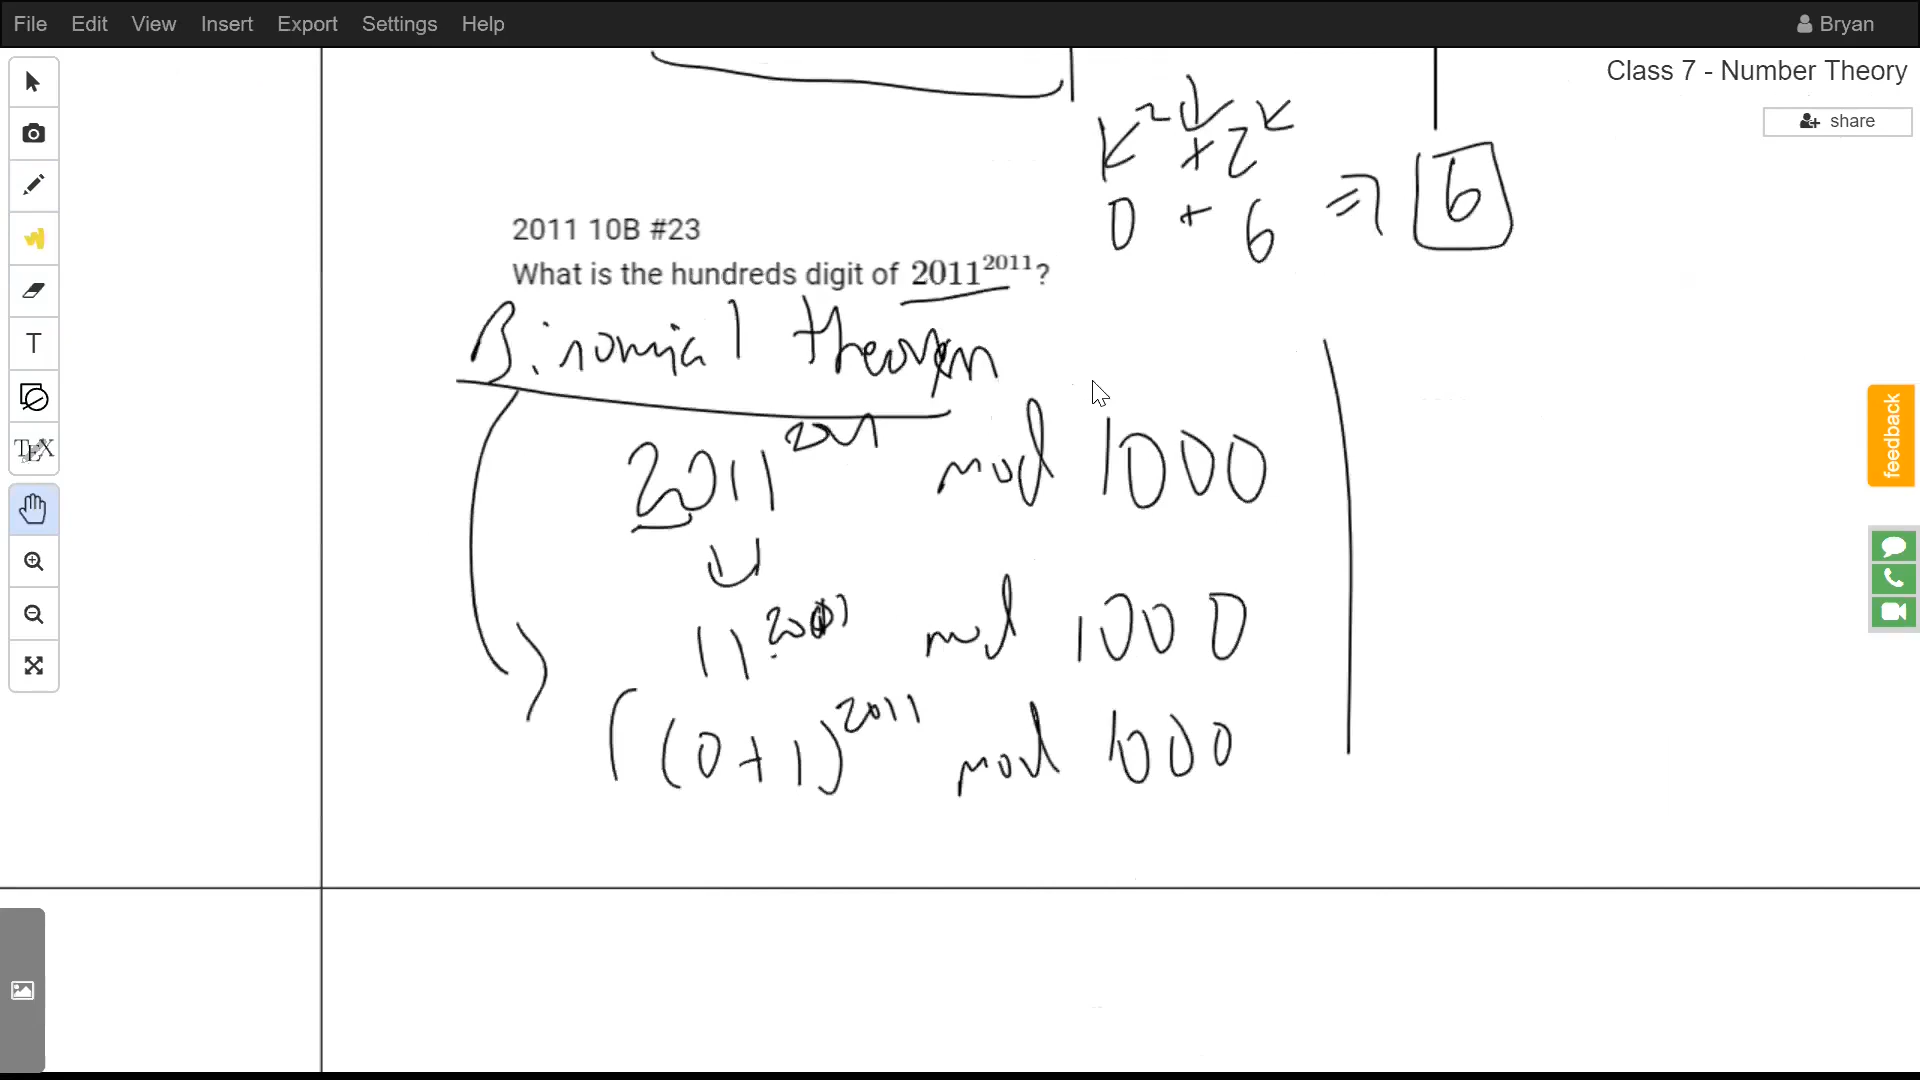 File Edit View Insert Export Settings Help
Bryan
Class 7 - Number Theory
share
k² + 2ᵏ
0 + 6 ⇒ 6
2011 10B #23
What is the hundreds digit of 2011²⁰¹¹?
Binomial theorem
2011²⁰¹¹ mod 1000
11²⁰¹¹ mod 1000
(10+1)²⁰¹¹ mod 1000
T
TEX
feedback